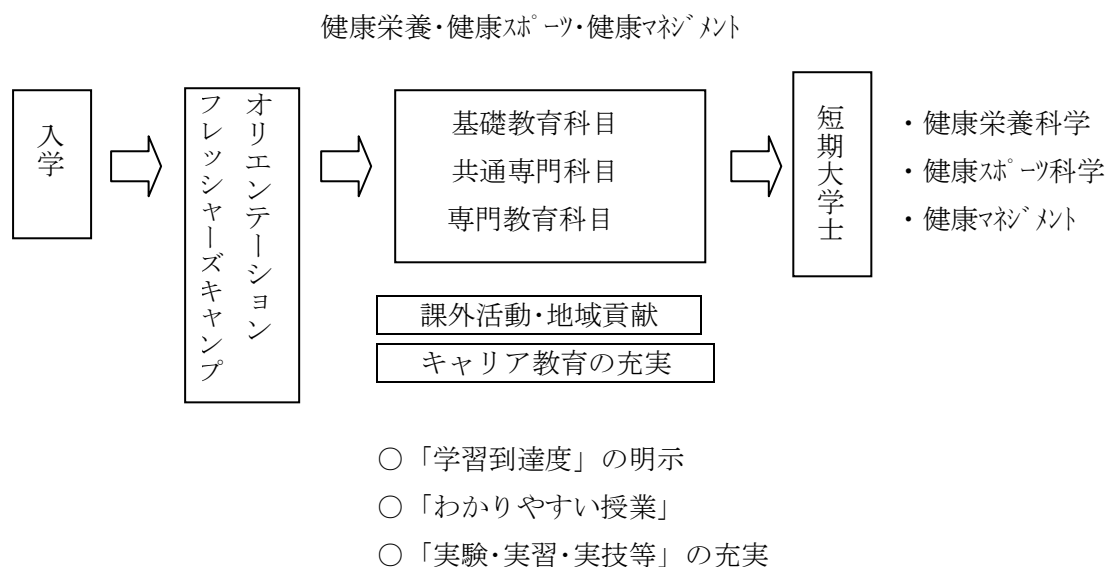 健康栄養･健康ｽﾎﾟｰﾂ･健康ﾏﾈｼﾞﾒﾝﾄ
入学
オリエンテーション
フレッシャーズキャンプ
基礎教育科目
共通専門科目
専門教育科目
課外活動･地域貢献
キャリア教育の充実
短期大学士
・健康栄養科学
・健康ｽﾎﾟｰﾂ科学
・健康ﾏﾈｼﾞﾒﾝﾄ
○「学習到達度」の明示
○「わかりやすい授業」
○「実験･実習･実技等」の充実